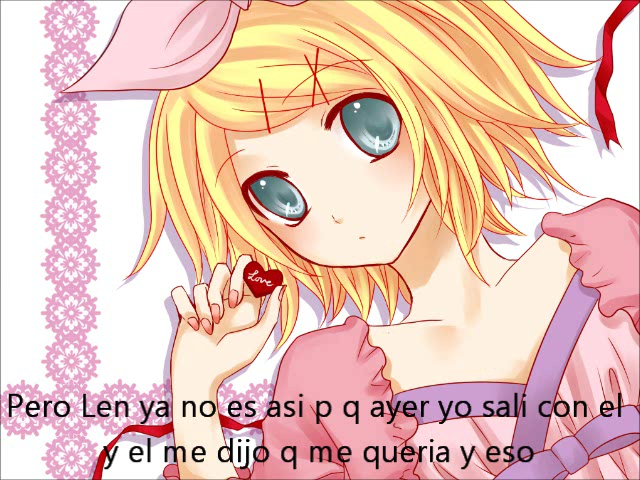 Love
Pero Len ya no es asi p q ayer yo sali con el
y el me dijo q me queria y eso